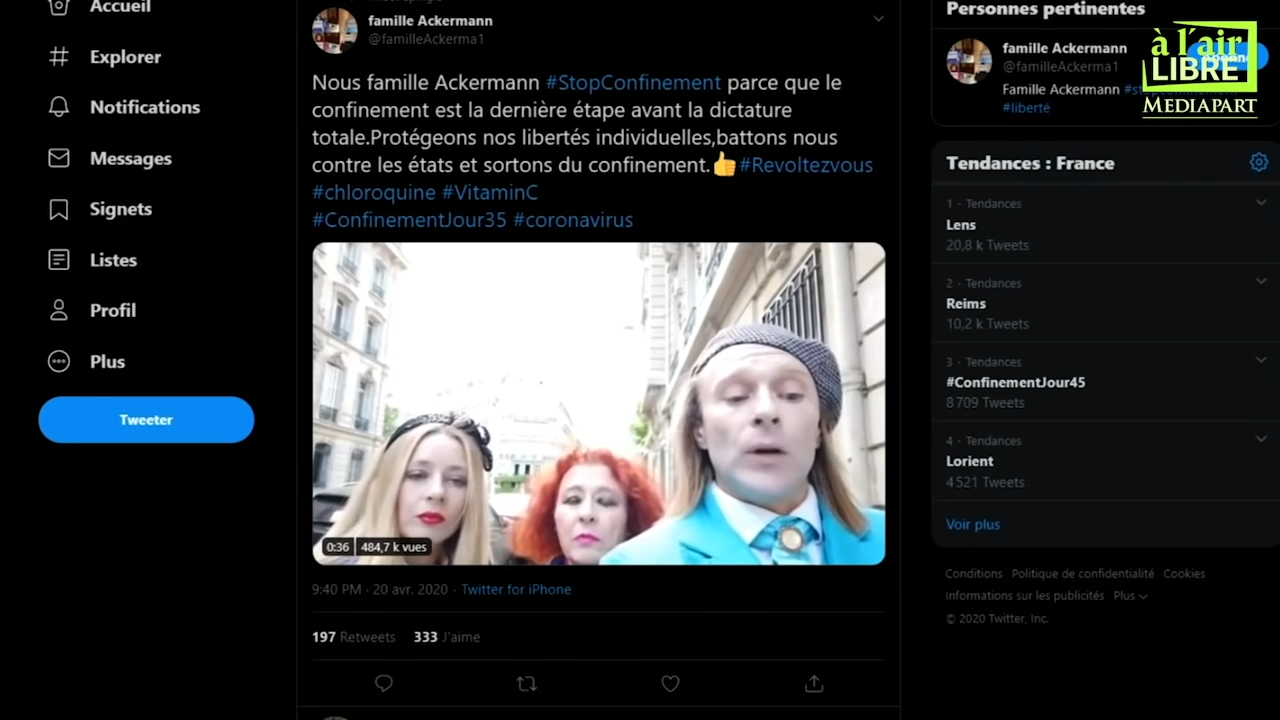 Accueil
Explorer
Notifications
Messages
Signets
Listes
Profil
Plus
Tweeter
famille Ackermann
@familleAckerma1
Nous famille Ackermann #StopConfinement parce que le
confinement est la dernière étape avant la dictature
totale.Protégeons nos libertés individuelles,battons nous
contre les états et sortons du confinement.👍#Revoltezvous
#chloroquine #VitaminC
#ConfinementJour35 #coronavirus
0:36 484,7 k vues
9:40 PM · 20 avr. 2020 · Twitter for iPhone
197 Retweets 333 J'aime
Personnes pertinentes
famille Ackermann
@familleAckerma1
Famille Ackermann
#liberté
à l'air
LIBRE
MEDIAPART
Tendances : France
1 · Tendances
Lens
20,8 k Tweets
2 · Tendances
Reims
10,2 k Tweets
3 · Tendances
#ConfinementJour45
8 709 Tweets
4 · Tendances
Lorient
4 521 Tweets
Voir plus
Conditions Politique de confidentialité Cookies
Informations sur les publicités Plus
© 2020 Twitter, Inc.